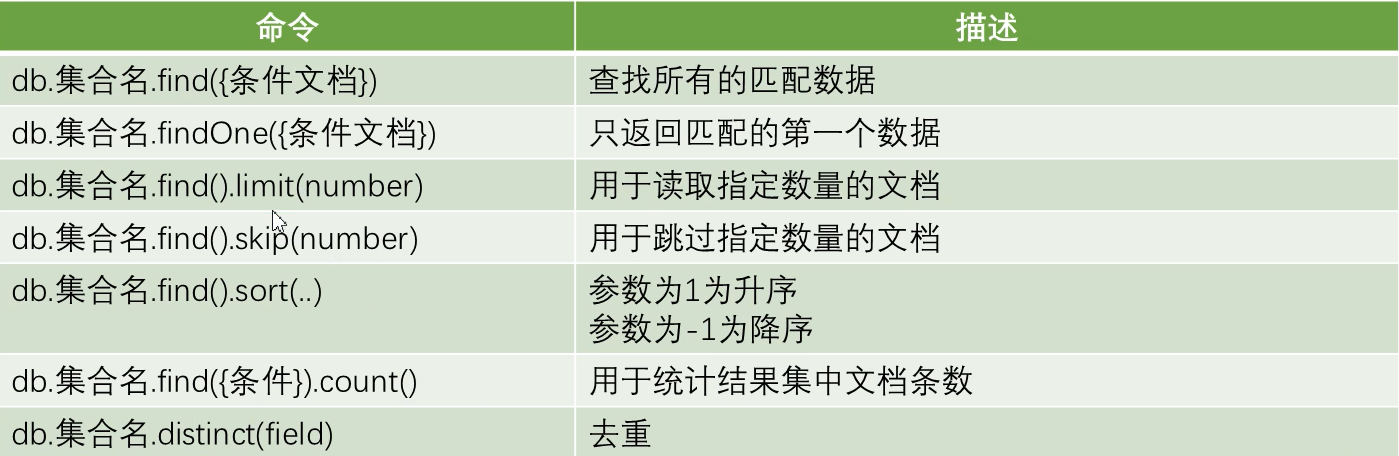 命令 描述
db.集合名.find({条件文档}) 查找所有的匹配数据
db.集合名.findOne({条件文档}) 只返回匹配的第一个数据
db.集合名.find().limit(number) 用于读取指定数量的文档
db.集合名.find().skip(number) 用于跳过指定数量的文档
db.集合名.find().sort(..) 参数为1为升序
参数为-1为降序
db.集合名.find({条件}).count() 用于统计结果集中文档条数
db.集合名.distinct(field) 去重